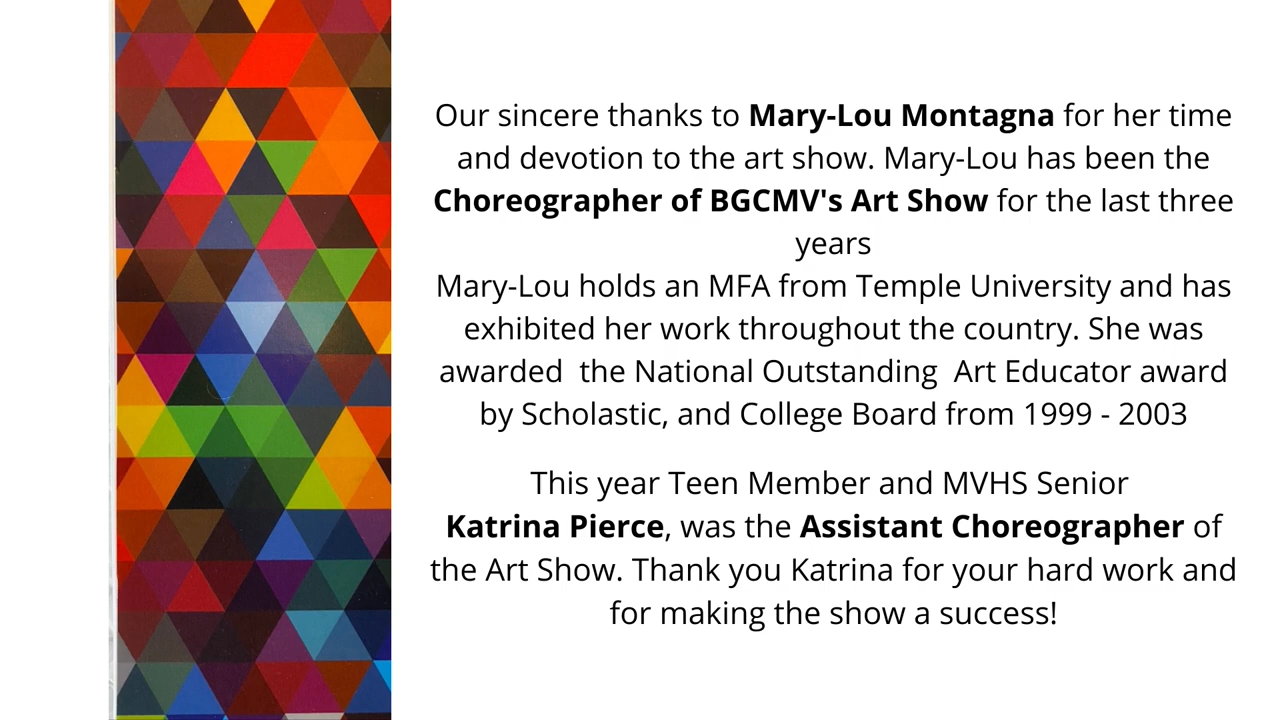 Our sincere thanks to Mary-Lou Montagna for her time
and devotion to the art show. Mary-Lou has been the
Choreographer of BGCMV's Art Show for the last three
years
Mary-Lou holds an MFA from Temple University and has
exhibited her work throughout the country. She was
awarded  the National Outstanding  Art Educator award
by Scholastic, and College Board from 1999 - 2003
This year Teen Member and MVHS Senior
Katrina Pierce, was the Assistant Choreographer of
the Art Show. Thank you Katrina for your hard work and
for making the show a success!